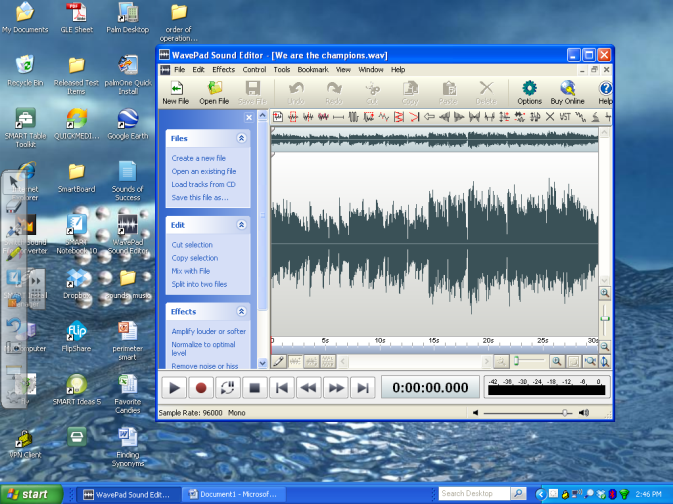 My Documents
GLE Sheet
Palm Desktop
order of
operation...
Recycle Bin
Released Test
Items
palmOne Quick
Install
SMART Table
Toolkit
QUICKMEDI...
Google Earth
Internet
Explorer
SmartBoard
Sounds of
Success
Sound
Converter
SMART
Notebook 10
WavePad
Sound Editor
Dropbox
sounds, music
Computer
FlipShare
perimeter
smart
SMART Ideas 5
Favorite
Candies
VPN Client
Finding
Synonyms
WavePad Sound Editor - [We are the champions.wav]
File Edit Effects Control Tools Bookmark View Window Help
New File
Open File
Save File
Undo
Redo
Cut
Copy
Paste
Delete
Options
Buy Online
Help
VST
Files
Create a new file
Open an existing file
Load tracks from CD
Save this file as...
Edit
Cut selection
Copy selection
Mix with File
Split into two files
Effects
Amplify louder or softer
Normalize to optimal
level
Remove noise or hiss
0 5s 10s 15s 20s 25s 30s
0:00:00.000
-42, -36, -30, -24, -18, -12, -6, 0,
Sample Rate: 96000 Mono
start
WavePad Sound Edit...
Document1 - Microsof...
Search Desktop
2:46 PM